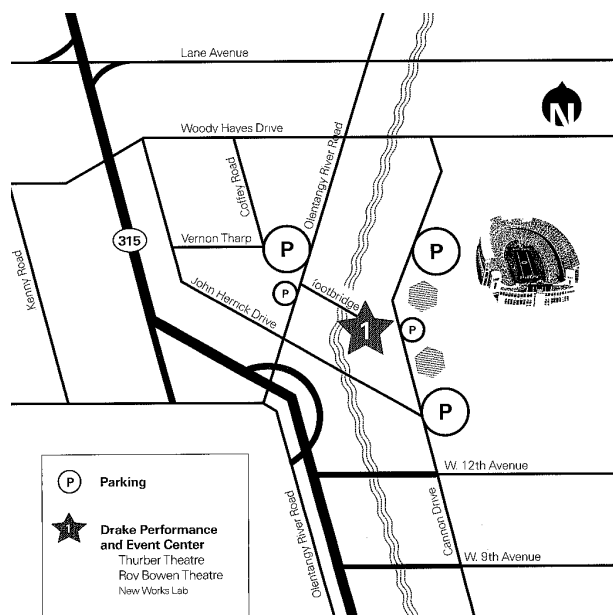 Lane Avenue
N
Woody Hayes Drive
Olentangy River Road
Coffey Road
315
Vernon Tharp
P
P
Kenny Road
P
footbridge
John Herrick Drive
1
P
P
W. 12th Avenue
P Parking
Cannon Drive
1 Drake Performance
and Event Center
Thurber Theatre
Roy Bowen Theatre
New Works Lab
Olentangy River Road
W. 9th Avenue